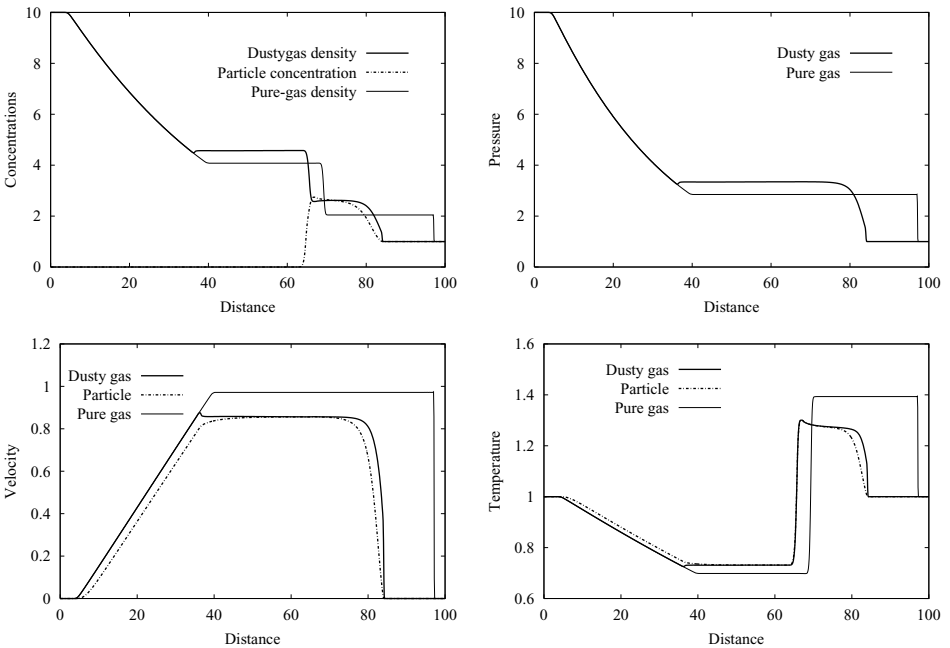 10
8
6
4
2
0
0 20 40 60 80 100
Concentrations
Distance
Dustygas density
Particle concentration
Pure-gas density
10
8
6
4
2
0
0 20 40 60 80 100
Pressure
Distance
Dusty gas
Pure gas
1.2
1
0.8
0.6
0.4
0.2
0
0 20 40 60 80 100
Velocity
Distance
Dusty gas
Particle
Pure gas
1.6
1.4
1.2
1
0.8
0.6
0 20 40 60 80 100
Temperature
Distance
Dusty gas
Particle
Pure gas